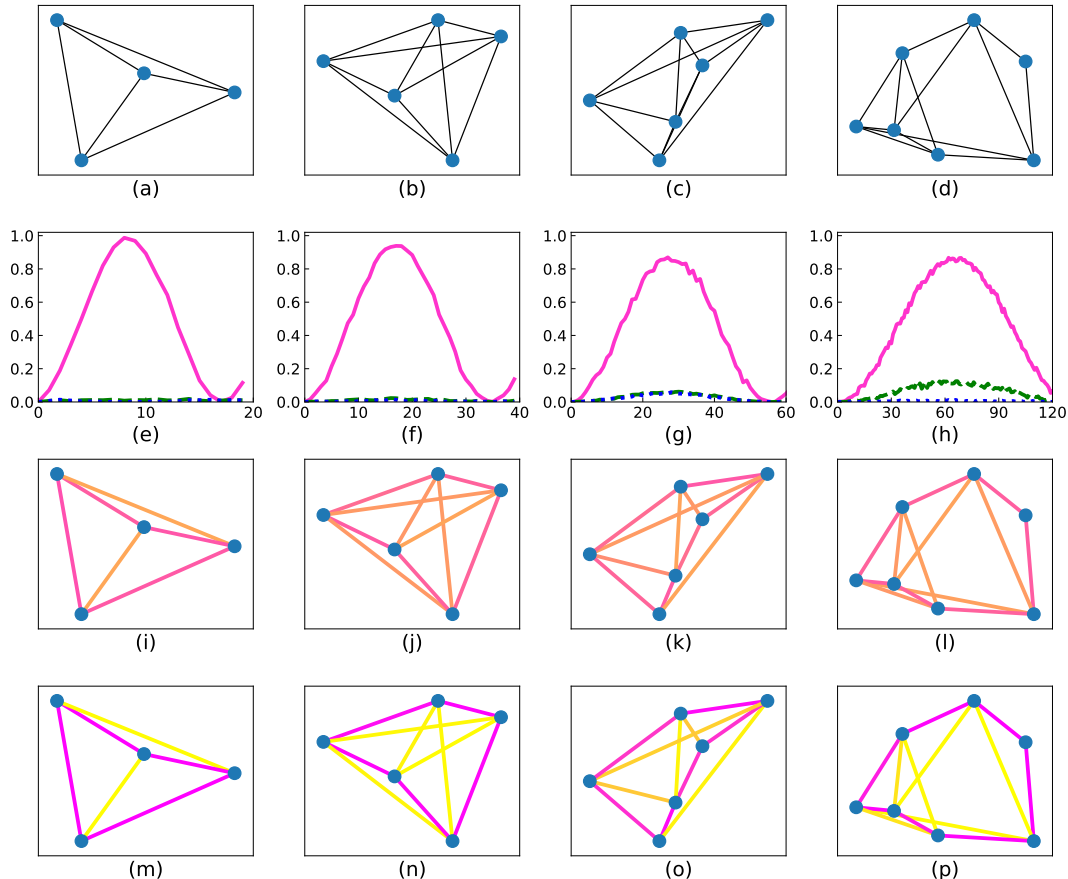 (a) (b) (c) (d)
1.0 1.0 1.0 1.0
0.8 0.8 0.8 0.8
0.6 0.6 0.6 0.6
0.4 0.4 0.4 0.4
0.2 0.2 0.2 0.2
0.0 0.0 0.0 0.0
0 10 20 0 10 20 30 40 0 20 40 60 0 30 60 90 120
(e) (f) (g) (h)
(i) (j) (k) (l)
(m) (n) (o) (p)